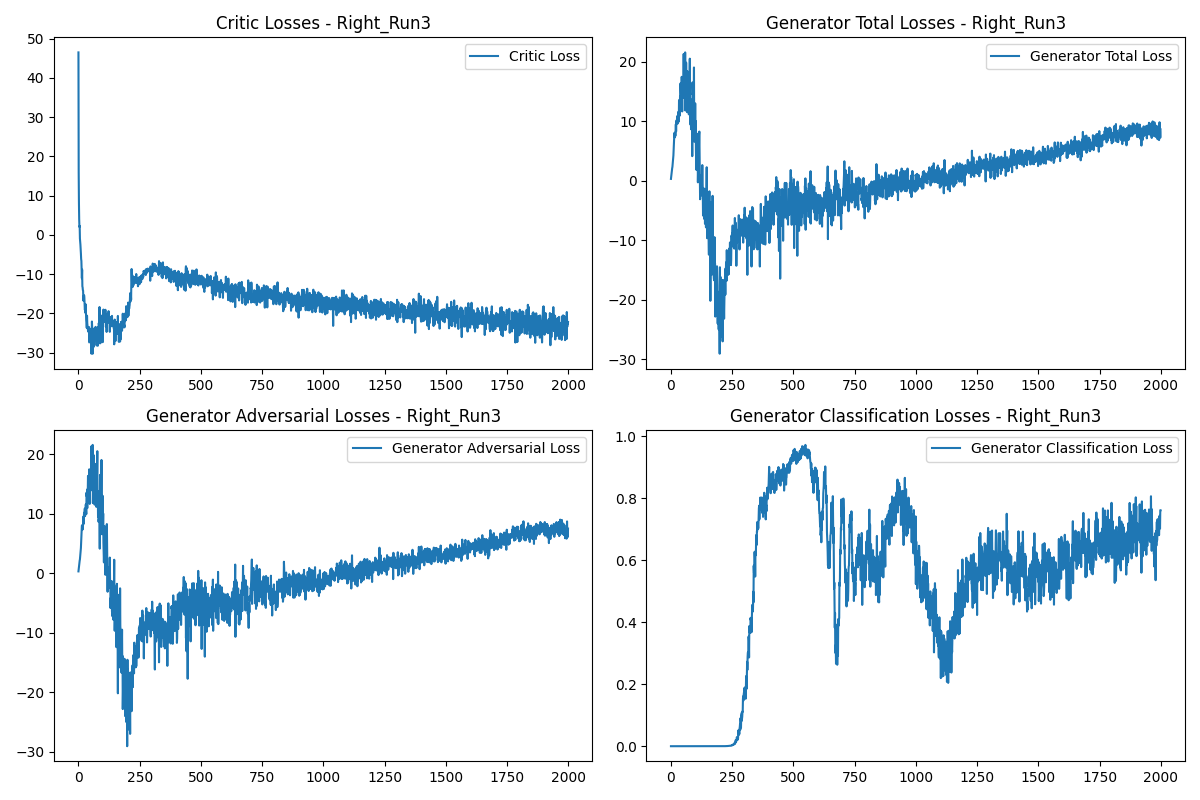 Critic Losses - Right_Run3
Critic Loss
50
40
30
20
10
0
−10
−20
−30
0 250 500 750 1000 1250 1500 1750 2000
Generator Total Losses - Right_Run3
Generator Total Loss
20
10
0
−10
−20
−30
0 250 500 750 1000 1250 1500 1750 2000
Generator Adversarial Losses - Right_Run3
Generator Adversarial Loss
20
10
0
−10
−20
−30
0 250 500 750 1000 1250 1500 1750 2000
Generator Classification Losses - Right_Run3
Generator Classification Loss
1.0
0.8
0.6
0.4
0.2
0.0
0 250 500 750 1000 1250 1500 1750 2000